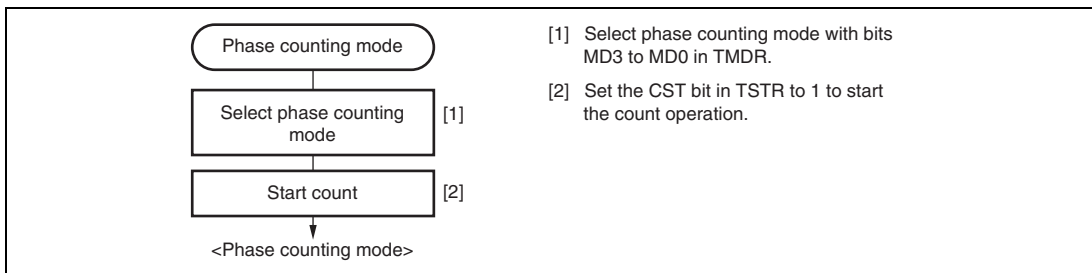 Phase counting mode
Select phase counting
mode
[1]
Start count
[2]
<Phase counting mode>
[1] Select phase counting mode with bits
MD3 to MD0 in TMDR.
[2] Set the CST bit in TSTR to 1 to start
the count operation.